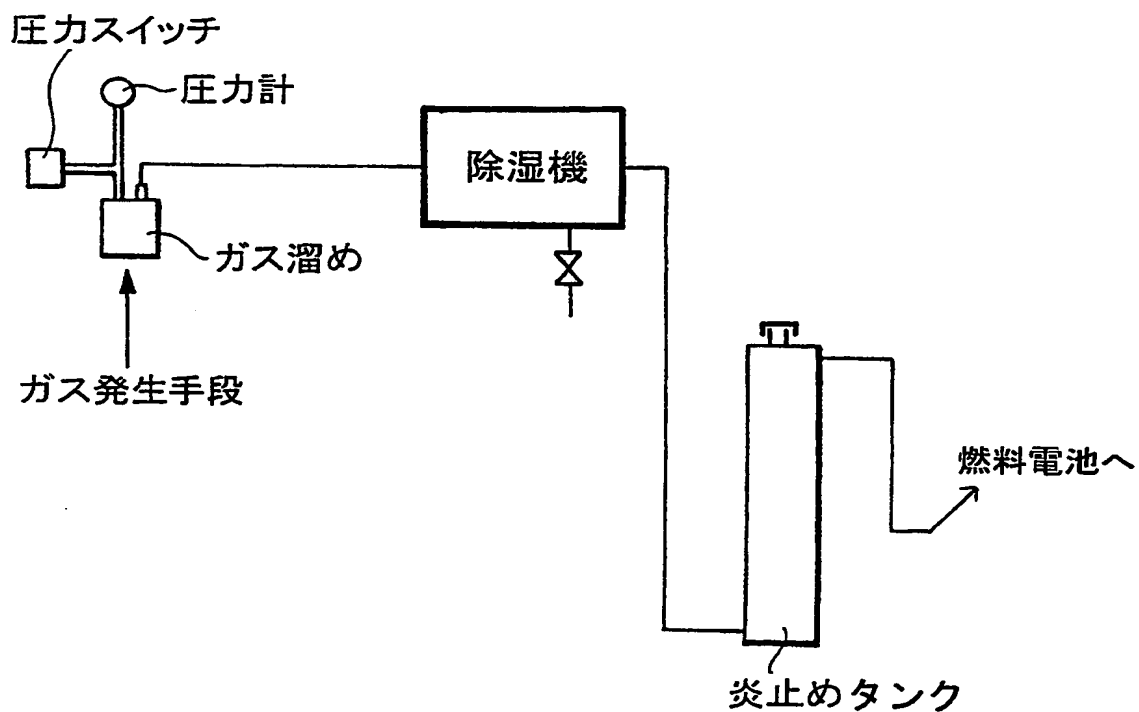 圧力スイッチ
圧力計
除湿機
ガス溜め
ガス発生手段
燃料電池へ
炎止めタンク